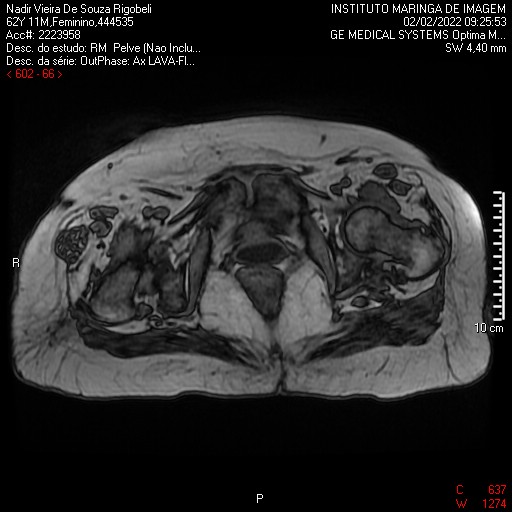 Nadir Vieira De Souza Rigobeli
62Y 11M,Feminino,444535
Acc#: 2223958
Desc. do estudo: RM Pelve (Nao Inclu...
Desc. da série: OutPhase: Ax LAVA-Fl...
< 602 - 66 >
INSTITUTO MARINGA DE IMAGEM
02/02/2022 09:25:53
GE MEDICAL SYSTEMS Optima M...
SW 4,40 mm
R
10 cm
P
C 637
W 1274